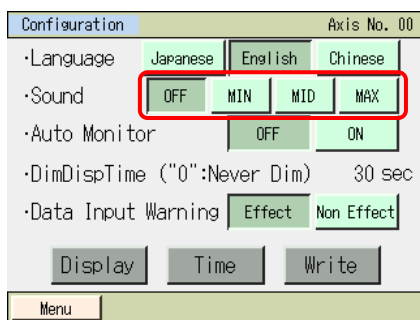 Configuration Axis No. 00
·Language Japanese English Chinese
·Sound OFF MIN MID MAX
·Auto Monitor OFF ON
·DimDispTime ("0":Never Dim) 30 sec
·Data Input Warning Effect Non Effect
Display Time Write
Menu